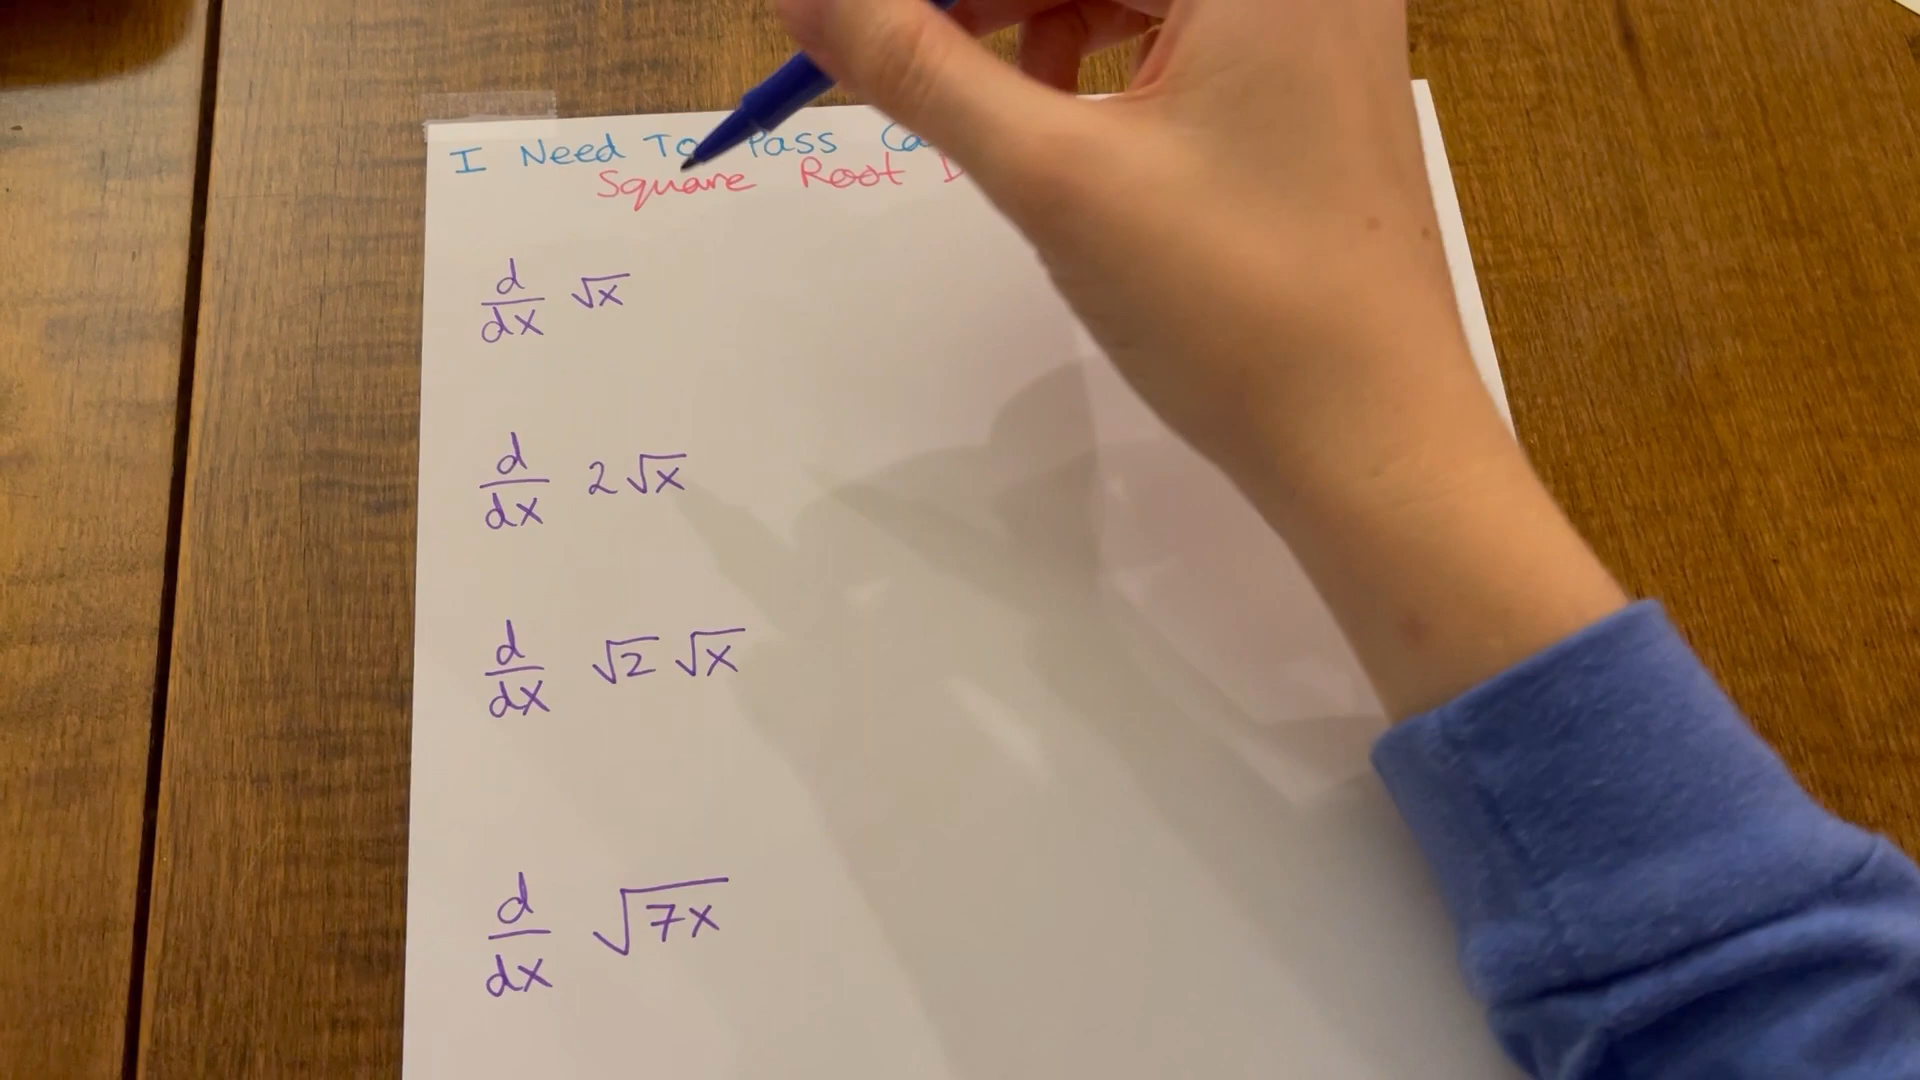 I Need To Pass
Square Root
d/dx √x
d/dx 2√x
d/dx √2 √x
d/dx √7x